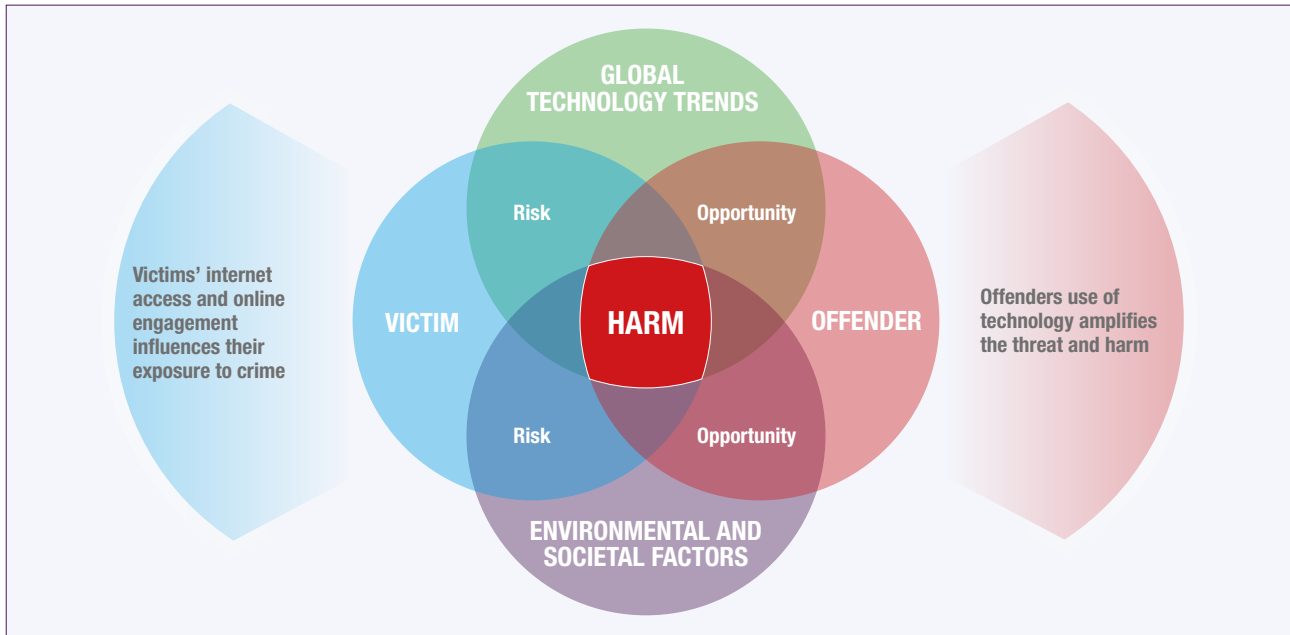 GLOBAL
TECHNOLOGY TRENDS
Risk
Opportunity
Victims’ internet
access and online
engagement
influences their
exposure to crime
VICTIM
HARM
OFFENDER
Offenders use of
technology amplifies
the threat and harm
Risk
Opportunity
ENVIRONMENTAL AND
SOCIETAL FACTORS